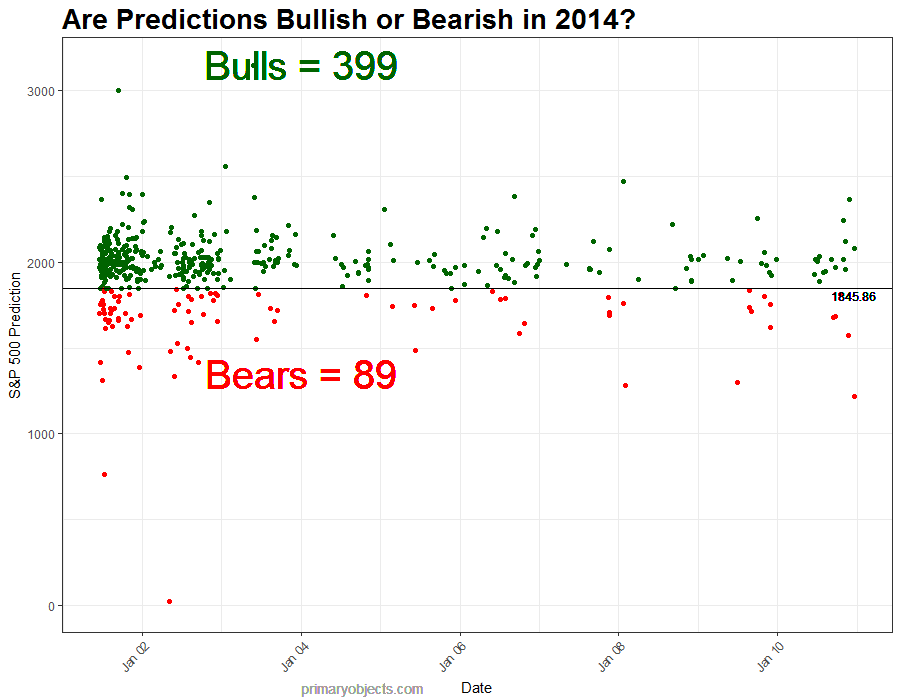 Are Predictions Bullish or Bearish in 2014?
Bulls = 399
3000
2000
1845.86
S&P 500 Prediction
Bears = 89
1000
0
Jan 02
Jan 04
Jan 06
Jan 08
Jan 10
primaryobjects.com
Date